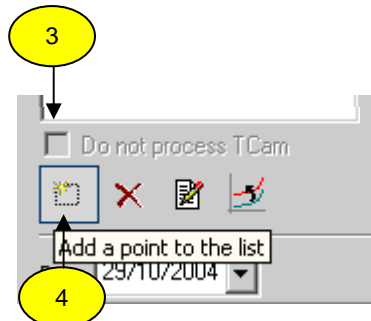 3
Do not process TCam
Add a point to the list
29/10/2004
4